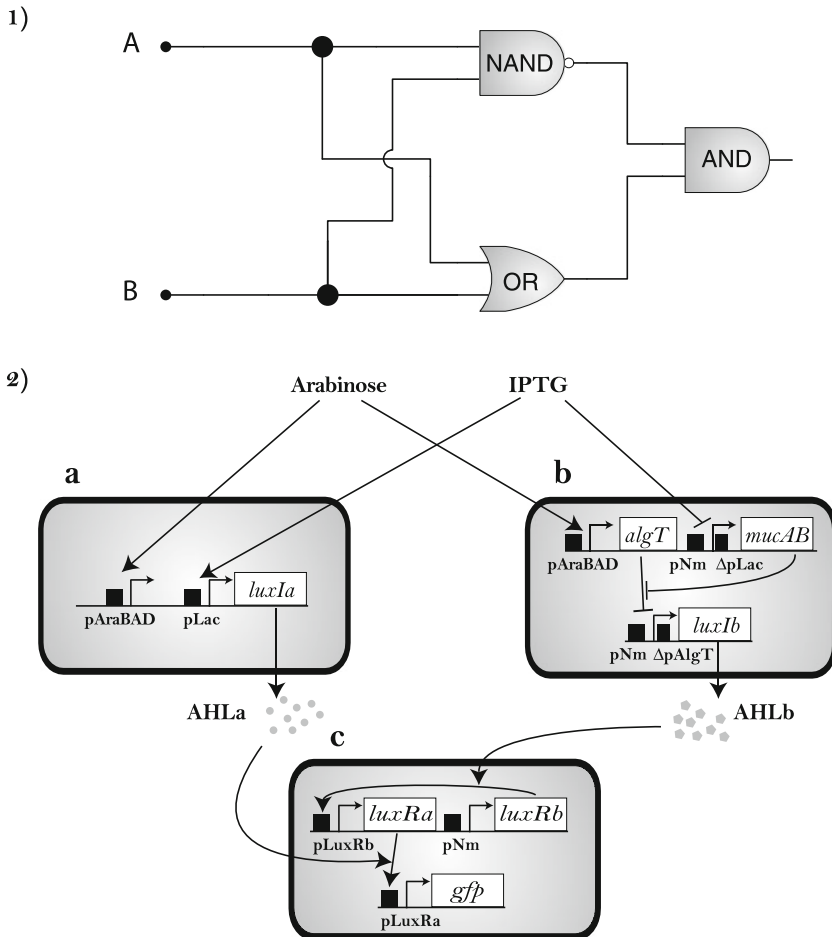 1)
A
NAND
AND
B
OR
2)
Arabinose IPTG
a
b
algT mucAB
pAraBAD pNm ΔpLac
luxIa
pAraBAD pLac
luxIb
pNm ΔpAlgT
AHLa
AHLb
c
luxRa luxRb
pLuxRb pNm
gfp
pLuxRa